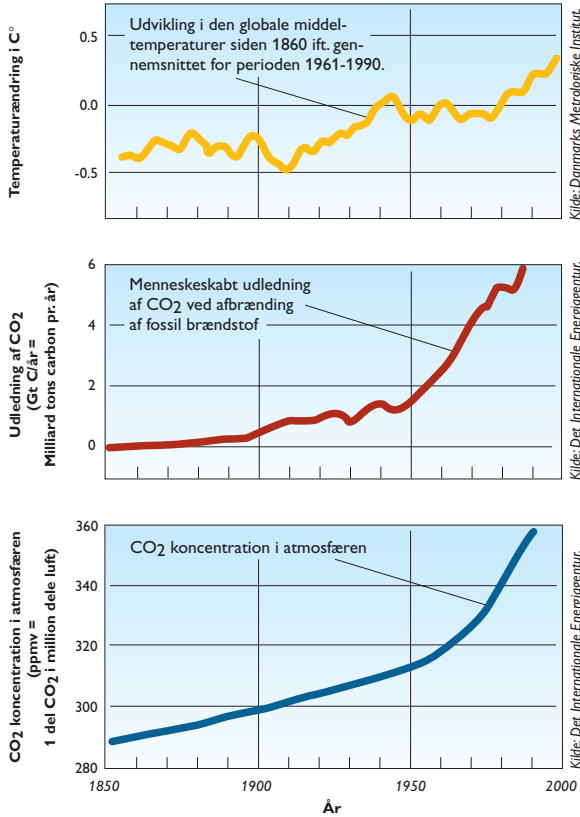 Temperaturændring i C°
0.5
0.0
-0.5
Udvikling i den globale middel-
temperaturer siden 1860 ift. gen-
nemsnittet for perioden 1961-1990.
Kilde: Danmarks Metrologiske Institut.
Udledning af CO2
(Gt C/år =
Milliard tons carbon pr. år)
6
4
2
0
Menneskeskabt udledning
af CO2 ved afbrænding
af fossil brændstof
Kilde: Det Internationale Energiagentur.
CO2 koncentration i atmosfæren
(ppmv =
1 del CO2 i million dele luft)
360
340
320
300
280
CO2 koncentration i atmosfæren
Kilde: Det Internationale Energiagentur.
1850
1900
1950
2000
År